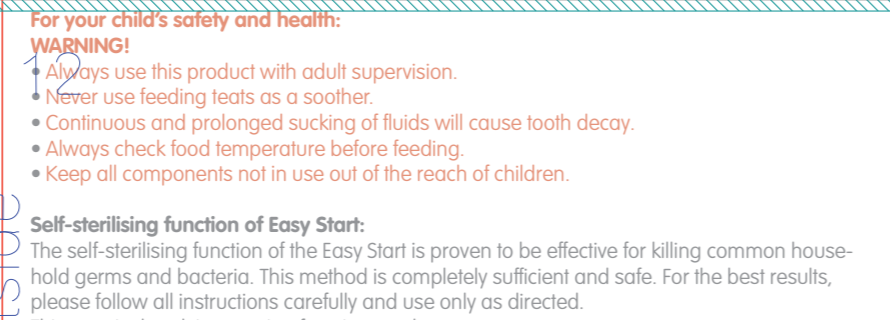 For your child's safety and health:
WARNING!
12
• Always use this product with adult supervision.
• Never use feeding teats as a soother.
• Continuous and prolonged sucking of fluids will cause tooth decay.
• Always check food temperature before feeding.
• Keep all components not in use out of the reach of children.
Self-sterilising function of Easy Start:
The self-sterilising function of the Easy Start is proven to be effective for killing common house-
hold germs and bacteria. This method is completely sufficient and safe. For the best results,
please follow all instructions carefully and use only as directed.